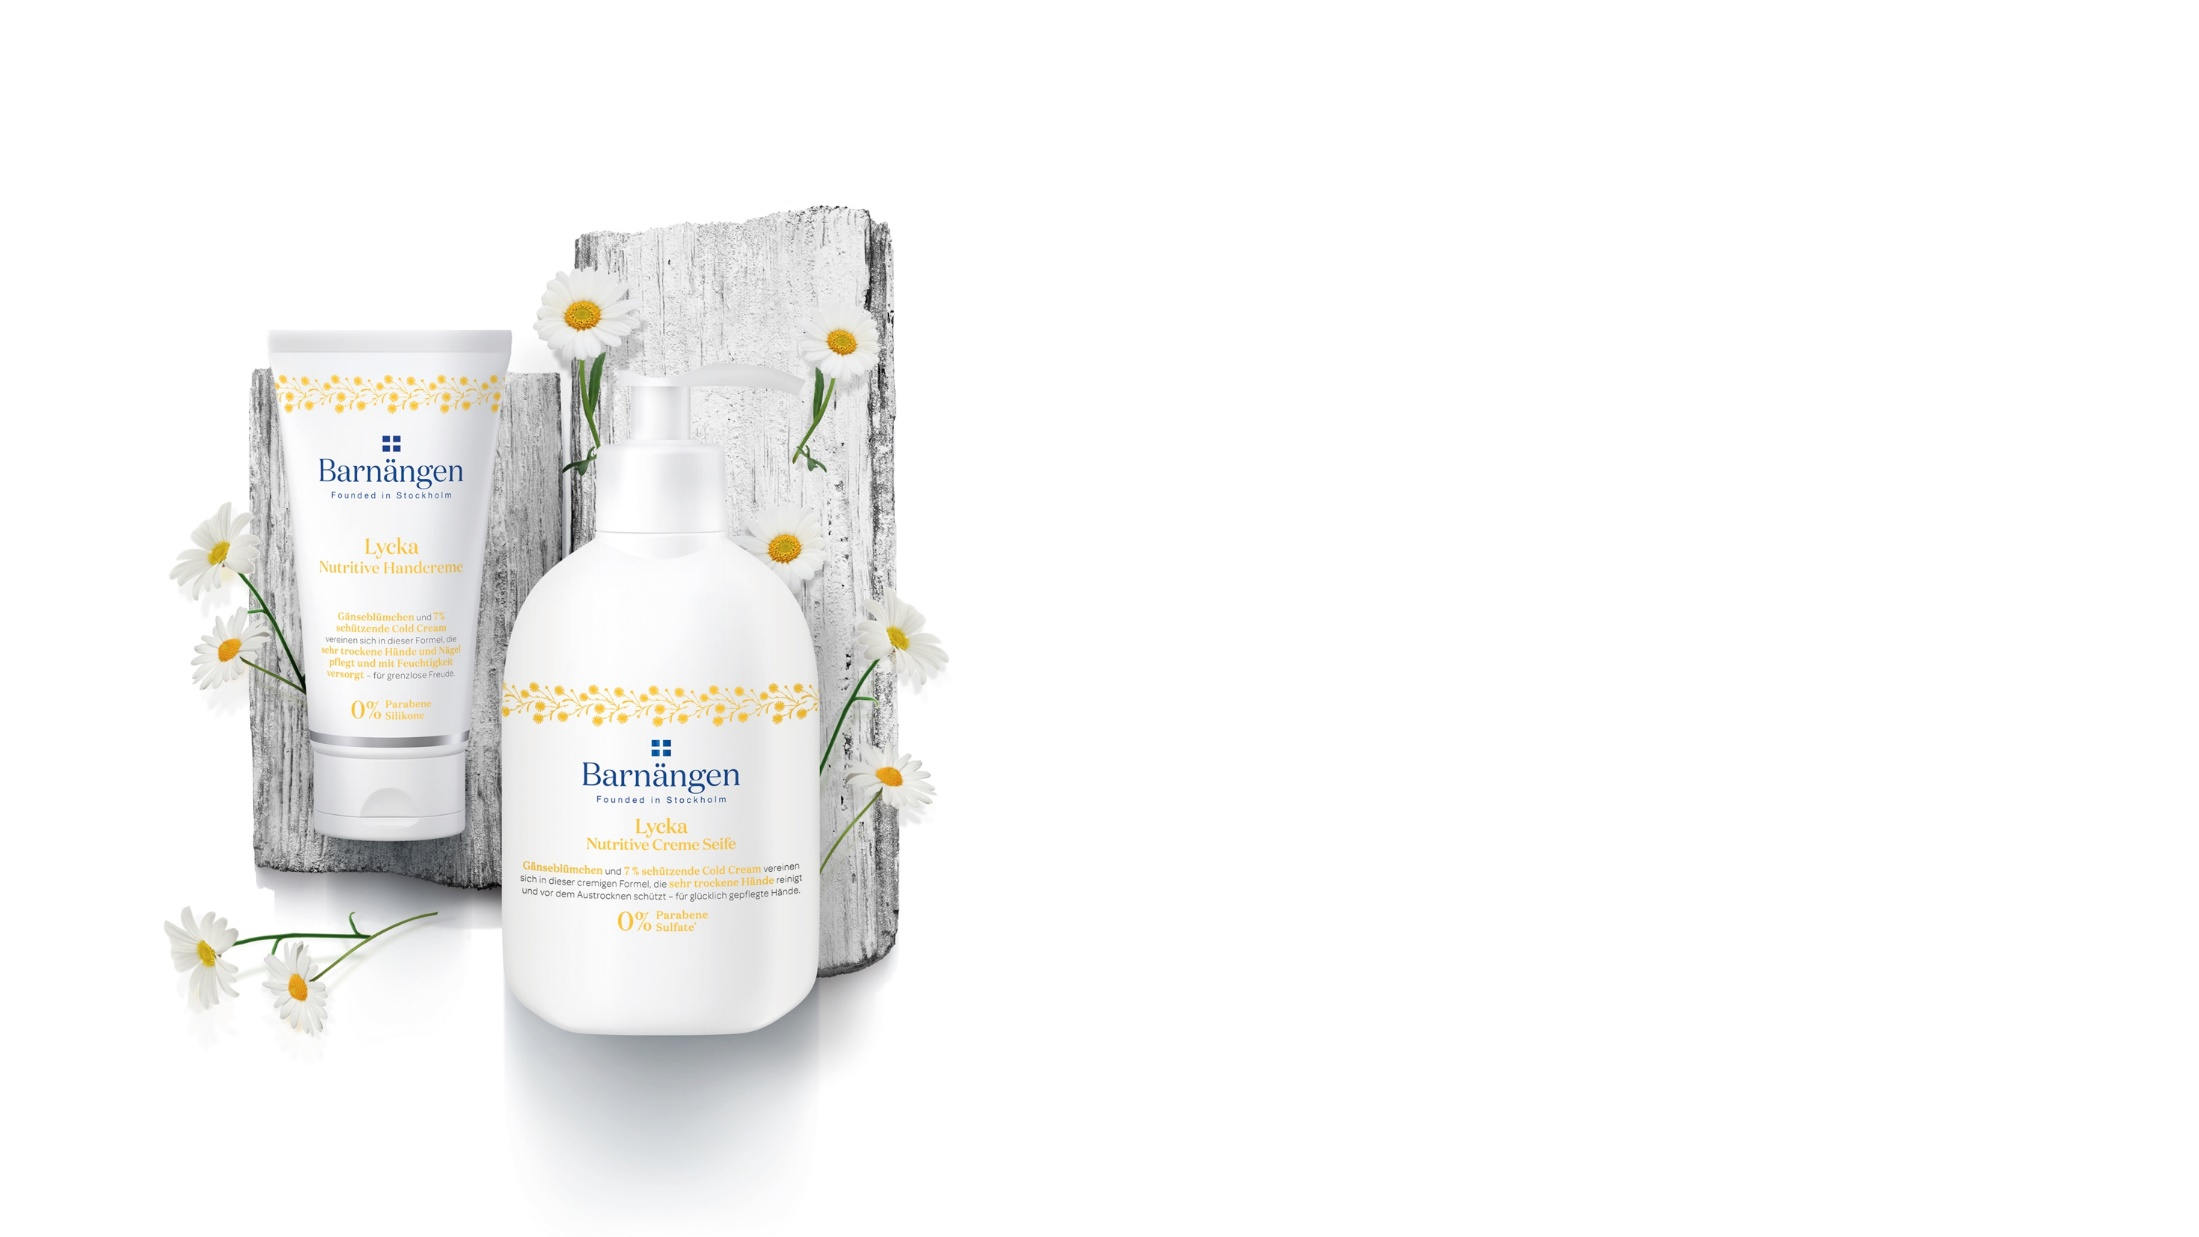 Barnängen
Founded in Stockholm
Lycka
Nutritive Handcreme
Gänseblümchen und 7%
schützende Cold Cream
vereinen sich in dieser Formel, die
sehr trockene Hände und Nägel
pflegt und mit Feuchtigkeit
versorgt – für grenzlose Freude.
0% Parabene
Silikone
Barnängen
Founded in Stockholm
Lycka
Nutritive Creme Seife
Gänseblümchen und 7 % schützende Cold Cream vereinen
sich in dieser cremigen Formel, die sehr trockene Hände reinigt
und vor dem Austrocknen schützt – für glücklich gepflegte Hände.
0% Parabene
Sulfate*